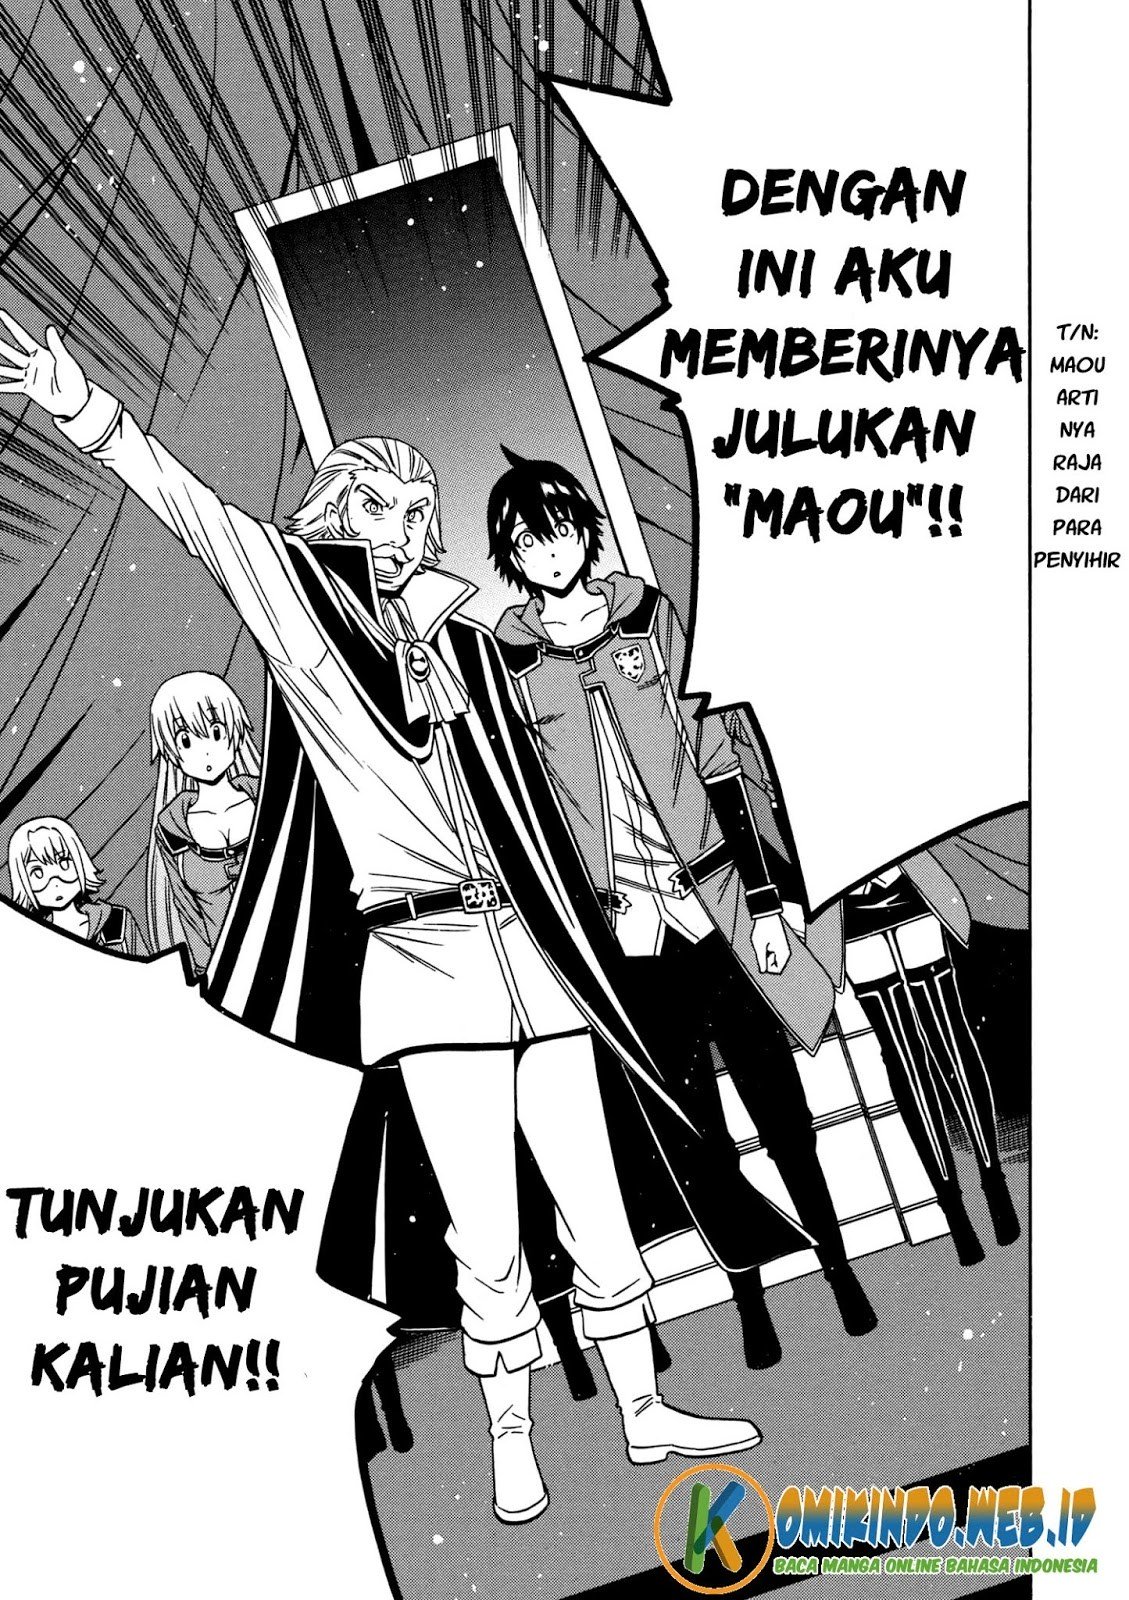 DENGAN
INI AKU
MEMBERINYA
JULUKAN
"MAOU"!!
T/N:
MAOU
ARTI
NYA
RAJA
DARI
PARA
PENYIHIR
TUNJUKAN
PUJIAN
KALIAN!!
KOMIKINDO.WEB.ID
BACA MANGA ONLINE BAHASA INDONESIA